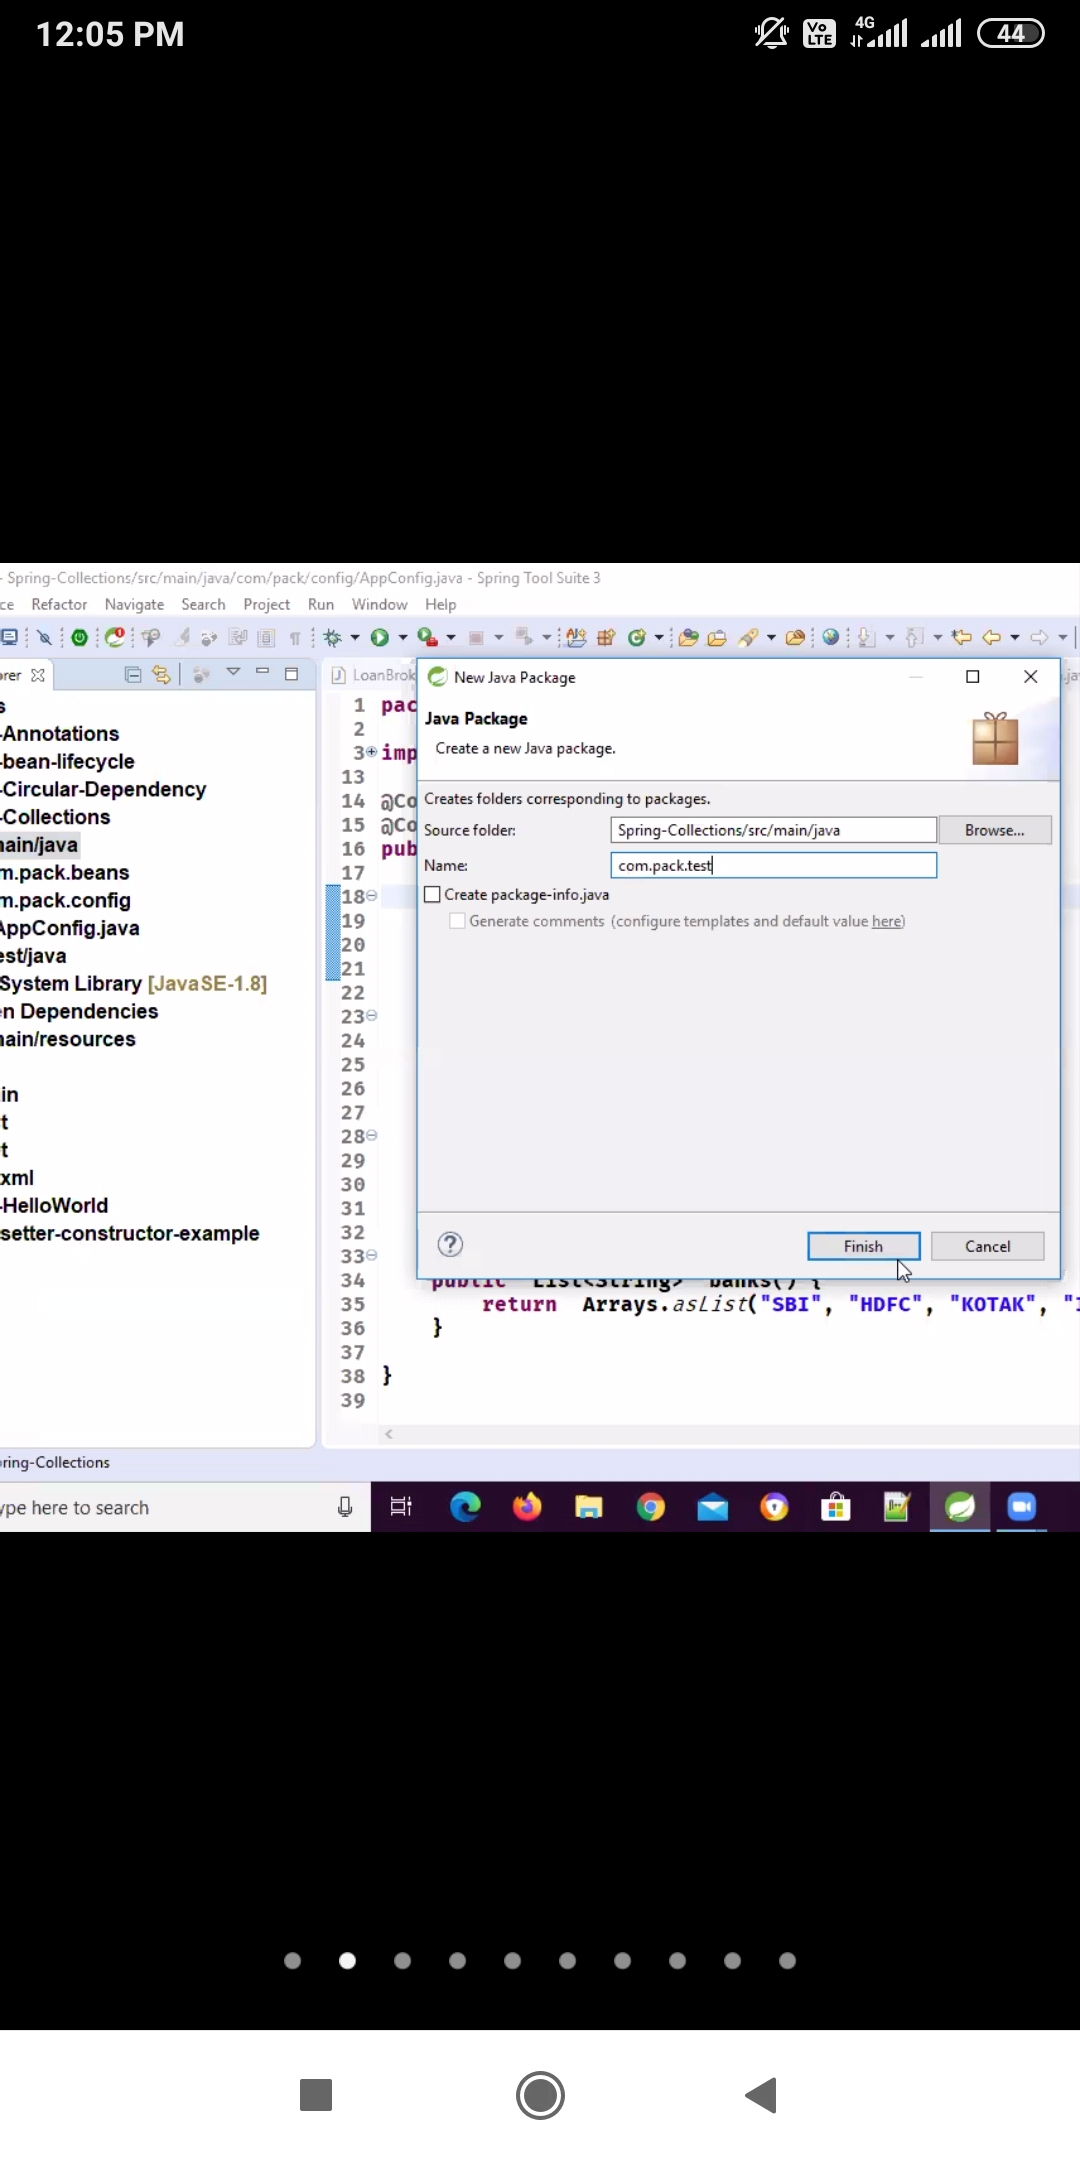 12:05 PM
Vo LTE 4G 44
- Spring-Collections/src/main/java/com/pack/config/AppConfig.java - Spring Tool Suite 3
ce Refactor Navigate Search Project Run Window Help
rer
LoanBrok
.ja
New Java Package
Java Package
Create a new Java package.
Creates folders corresponding to packages.
Source folder: Spring-Collections/src/main/java Browse...
Name: com.pack.test
Create package-info.java
Generate comments (configure templates and default value here)
? Finish Cancel
s
-Annotations
-bean-lifecycle
-Circular-Dependency
-Collections
ain/java
m.pack.beans
m.pack.config
AppConfig.java
est/java
System Library [JavaSE-1.8]
en Dependencies
ain/resources
in
t
t
xml
-HelloWorld
setter-constructor-example
1 pac
2
3 imp
13
14 @Co
15 @Co
16 pub
17
18
19
20
21
22
23
24
25
26
27
28
29
30
31
32
33
34 public List<String> banks() {
35 return Arrays.asList("SBI", "HDFC", "KOTAK", "
36 }
37
38 }
39
ring-Collections
ype here to search